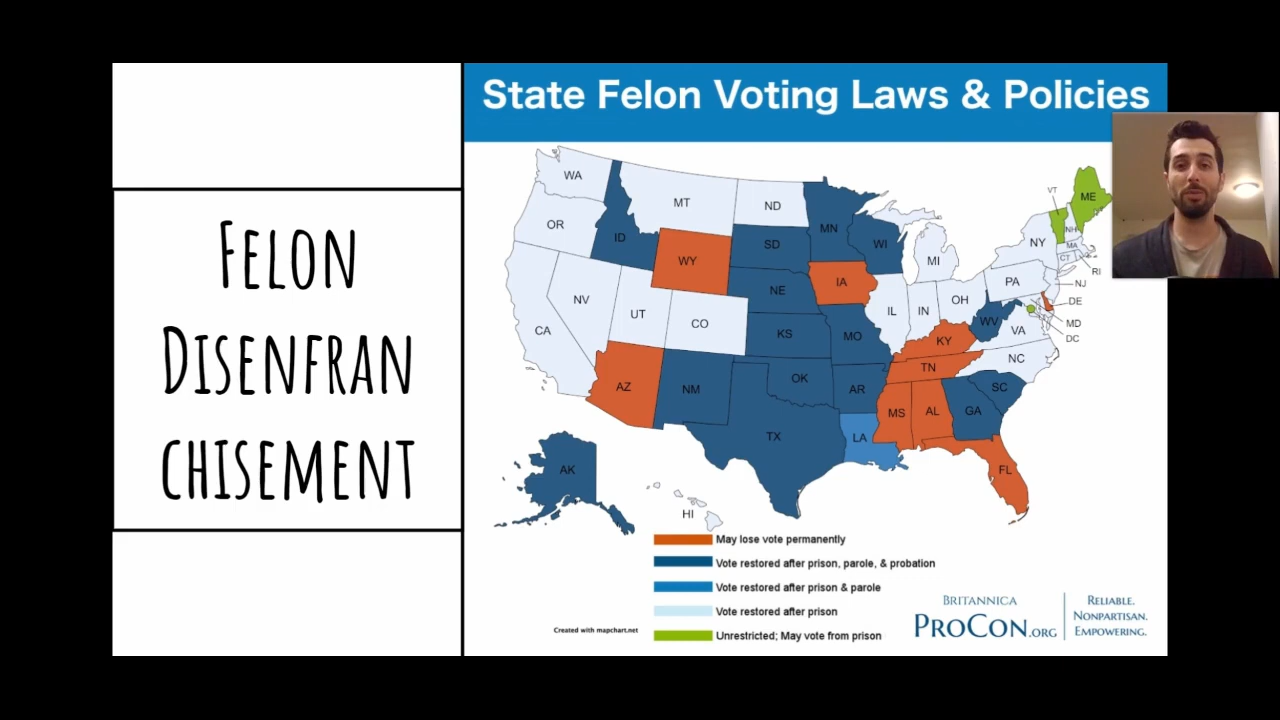 Felon
Disenfran
chisement
State Felon Voting Laws & Policies
WA
OR
CA
NV
ID
MT
WY
UT
CO
AZ
NM
ND
SD
NE
KS
OK
TX
MN
IA
MO
AR
LA
WI
IL
MI
IN
OH
KY
TN
MS
AL
GA
FL
SC
NC
VA
WV
PA
NY
VT
NH
MA
CT
RI
NJ
DE
MD
DC
ME
AK
HI
May lose vote permanently
Vote restored after prison, parole, & probation
Vote restored after prison & parole
Vote restored after prison
Unrestricted; May vote from prison
Created with mapchart.net
BRITANNICA
PROCON.ORG
RELIABLE.
NONPARTISAN.
EMPOWERING.